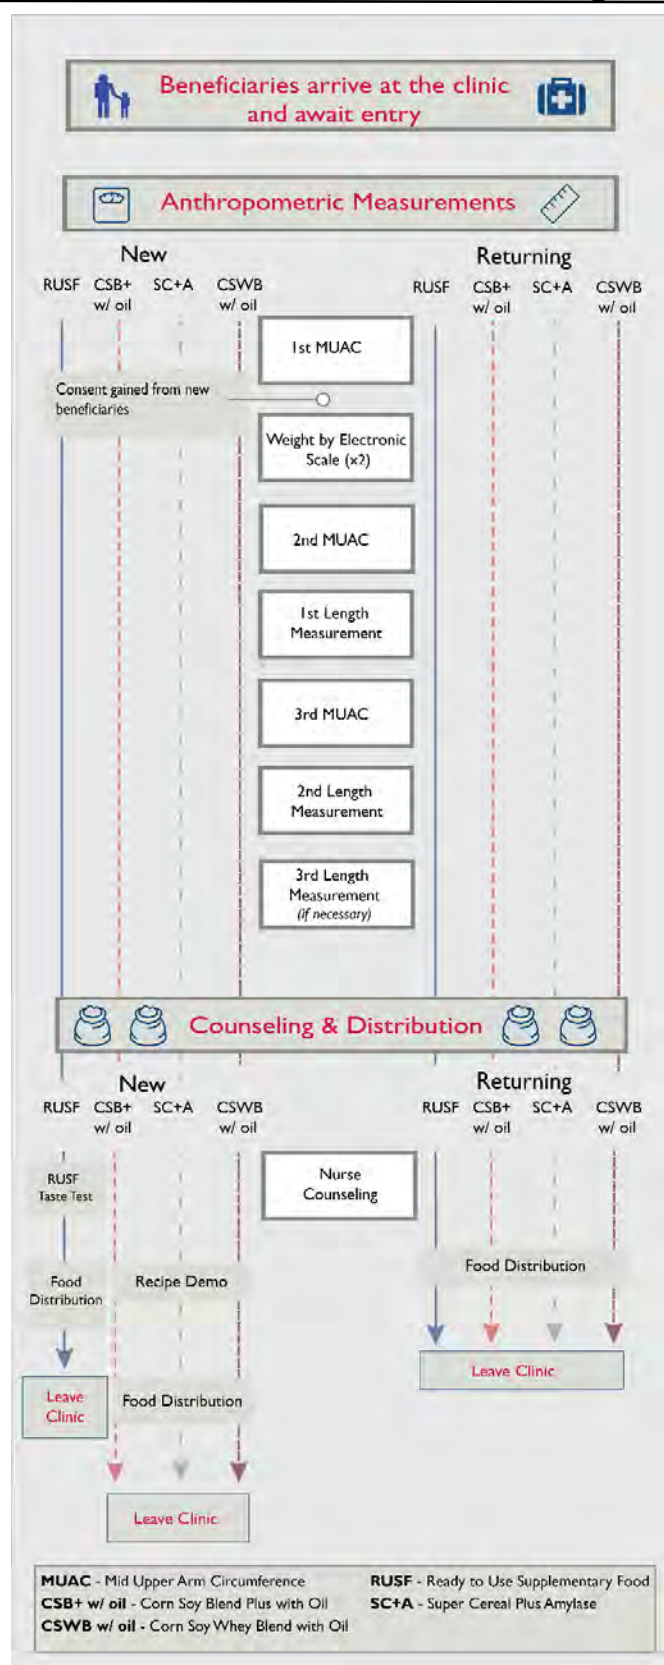 Beneficiaries arrive at the clinic
and await entry
Anthropometric Measurements
New
Returning
RUSF CSB+ SC+A CSWB
w/ oil w/ oil
RUSF CSB+ SC+A CSWB
w/ oil w/ oil
1st MUAC
Consent gained from new
beneficiaries
Weight by Electronic
Scale (x2)
2nd MUAC
1st Length
Measurement
3rd MUAC
2nd Length
Measurement
3rd Length
Measurement
(if necessary)
Counseling & Distribution
New
Returning
RUSF CSB+ SC+A CSWB
w/ oil w/ oil
RUSF CSB+ SC+A CSWB
w/ oil w/ oil
RUSF
Taste Test
Nurse
Counseling
Food
Distribution
Recipe Demo
Food Distribution
Leave
Clinic
Food Distribution
Leave Clinic
Leave Clinic
MUAC - Mid Upper Arm Circumference
CSB+ w/ oil - Corn Soy Blend Plus with Oil
CSWB w/ oil - Corn Soy Whey Blend with Oil
RUSF - Ready to Use Supplementary Food
SC+A - Super Cereal Plus Amylase